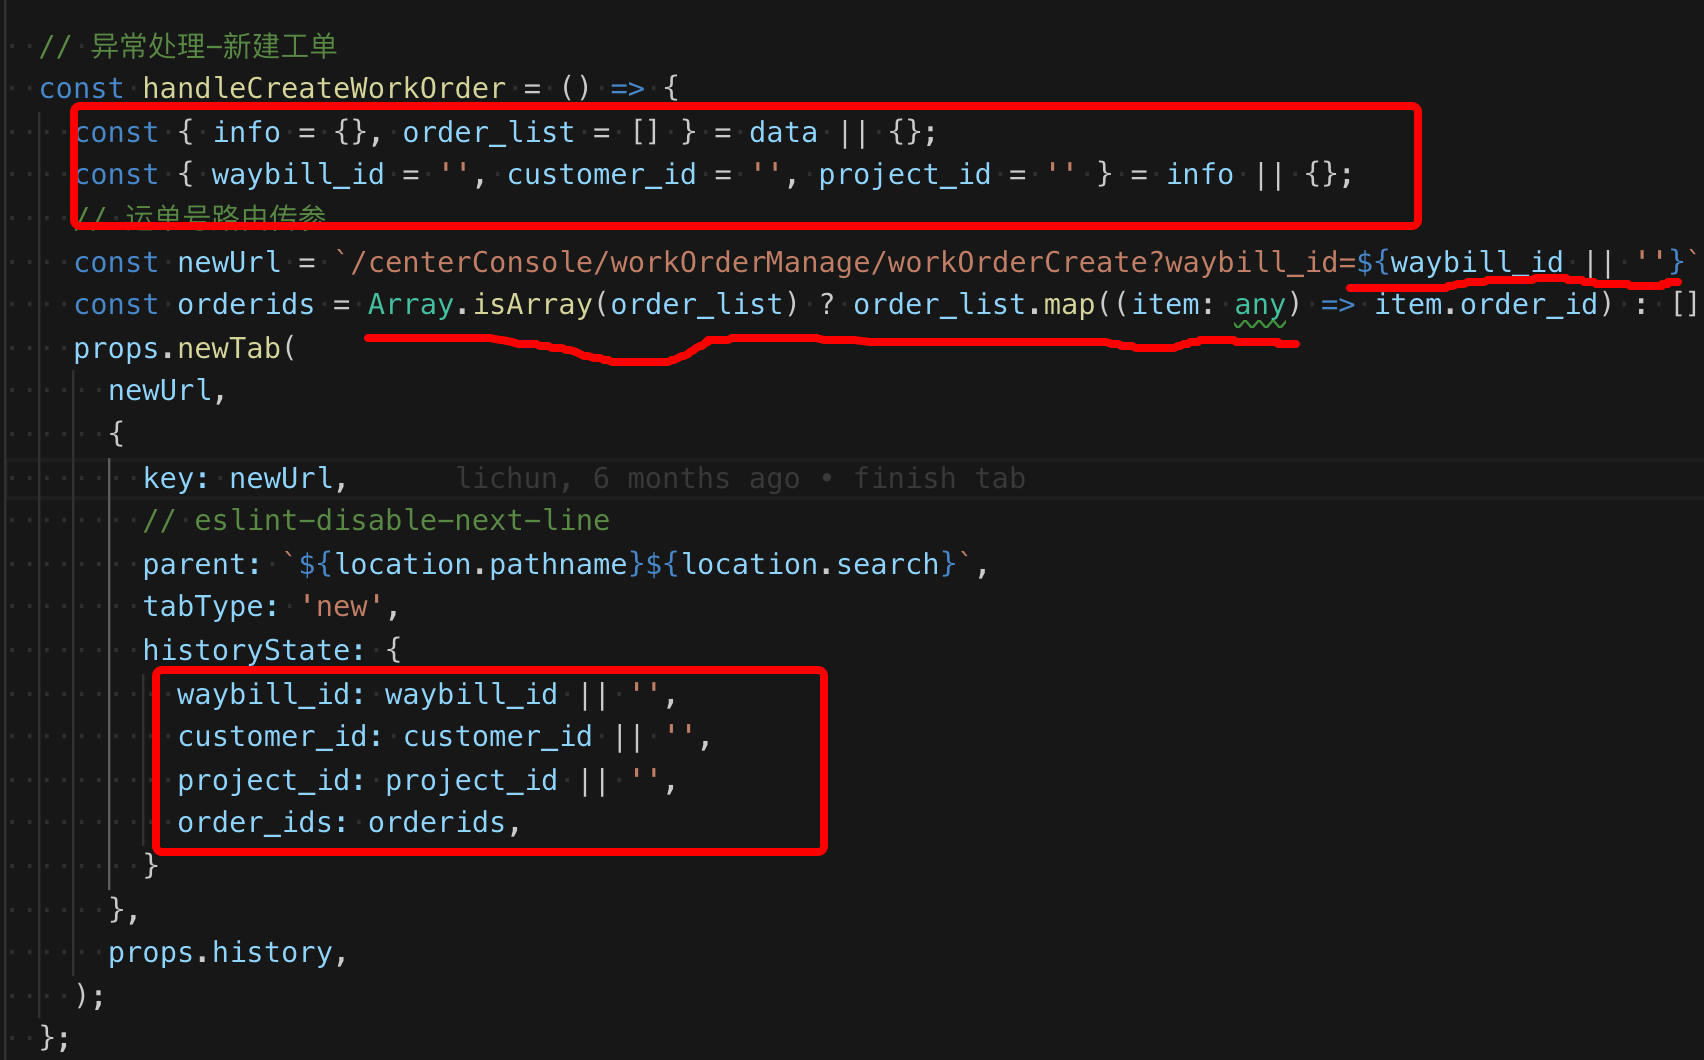 // 异常处理-新建工单
const handleCreateWorkOrder = () => {
const { info = {}, order_list = [] } = data || {};
const { waybill_id = '', customer_id = '', project_id = '' } = info || {};
// 运单号路由传参
const newUrl = `/centerConsole/workOrderManage/workOrderCreate?waybill_id=${waybill_id || ''}`
const orderids = Array.isArray(order_list) ? order_list.map((item: any) => item.order_id) : []
props.newTab(
newUrl,
{
key: newUrl, lichun, 6 months ago • finish tab
// eslint-disable-next-line
parent: `${location.pathname}${location.search}`,
tabType: 'new',
historyState: {
waybill_id: waybill_id || '',
customer_id: customer_id || '',
project_id: project_id || '',
order_ids: orderids,
}
},
props.history,
);
};